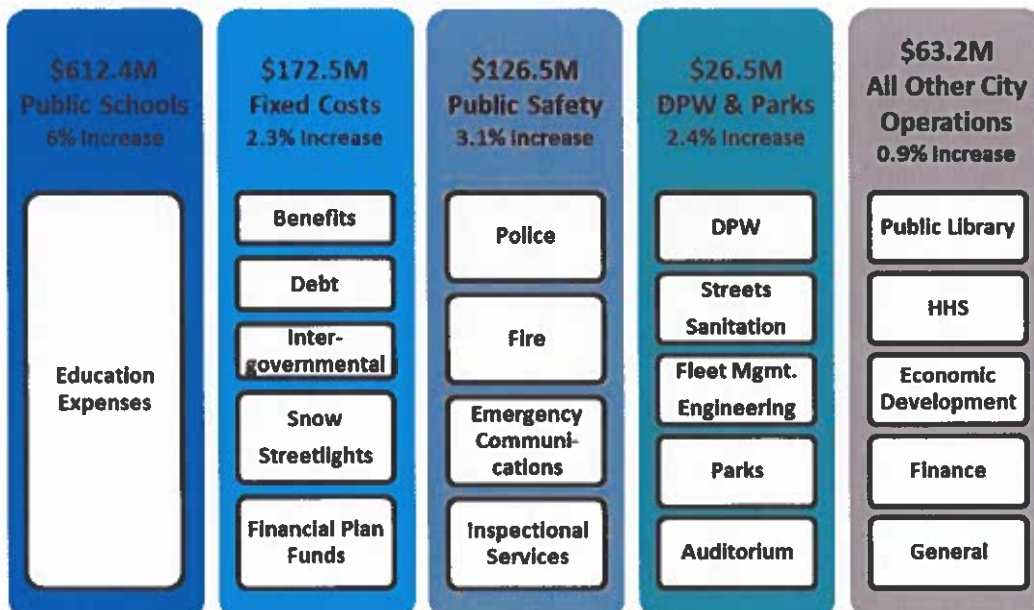 $612.4M
Public Schools
6% Increase
Education
Expenses
$172.5M
Fixed Costs
2.3% Increase
Benefits
Debt
Inter-
governmental
Snow
Streetlights
Financial Plan
Funds
$126.5M
Public Safety
3.1% Increase
Police
Fire
Emergency
Communi-
cations
Inspectional
Services
$26.5M
DPW & Parks
2.4% Increase
DPW
Streets
Sanitation
Fleet Mgmt.
Engineering
Parks
Auditorium
$63.2M
All Other City
Operations
0.9% Increase
Public Library
HHS
Economic
Development
Finance
General